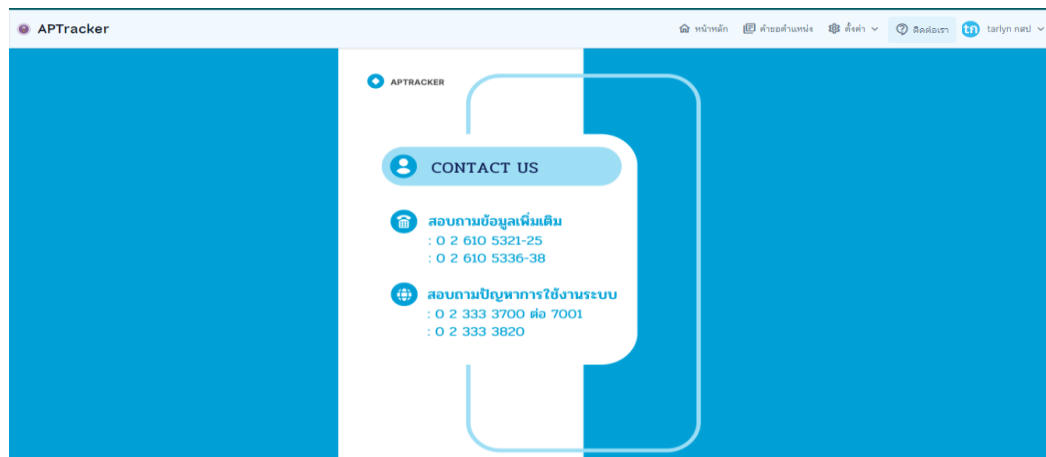 APTracker
หน้าหลัก คำขอตำแหน่ง ตั้งค่า ติดต่อเรา tarlyn กสป
APTRACKER
CONTACT US
สอบถามข้อมูลเพิ่มเติม
: 0 2 610 5321-25
: 0 2 610 5336-38
สอบถามปัญหาการใช้งานระบบ
: 0 2 333 3700 ต่อ 7001
: 0 2 333 3820